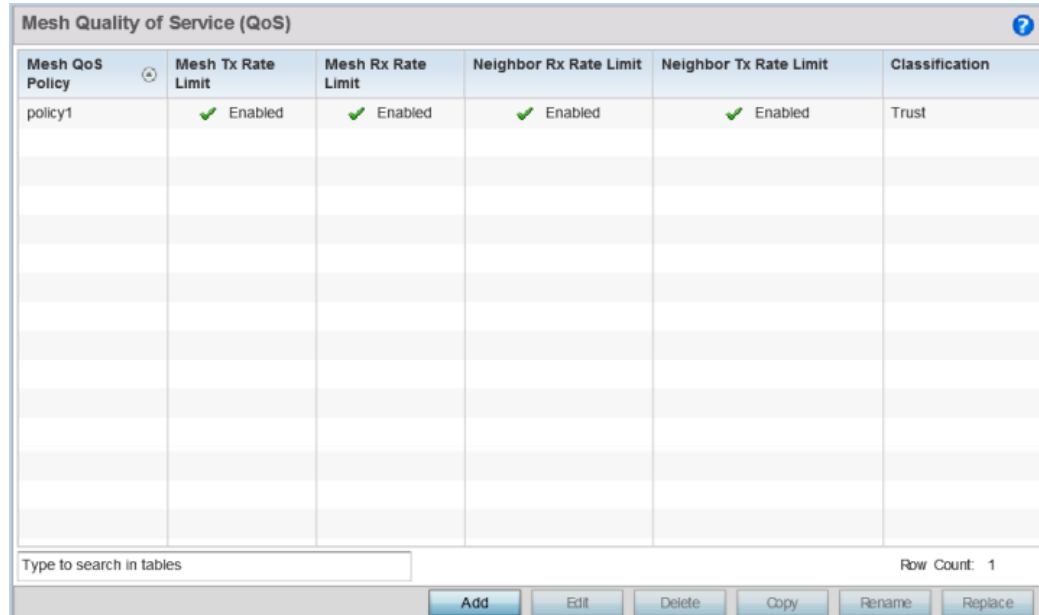 Mesh Quality of Service (QoS)
Mesh QoS Policy Mesh Tx Rate Limit Mesh Rx Rate Limit Neighbor Rx Rate Limit Neighbor Tx Rate Limit Classification
policy1 Enabled Enabled Enabled Enabled Trust
Type to search in tables Row Count: 1
Add Edit Delete Copy Rename Replace